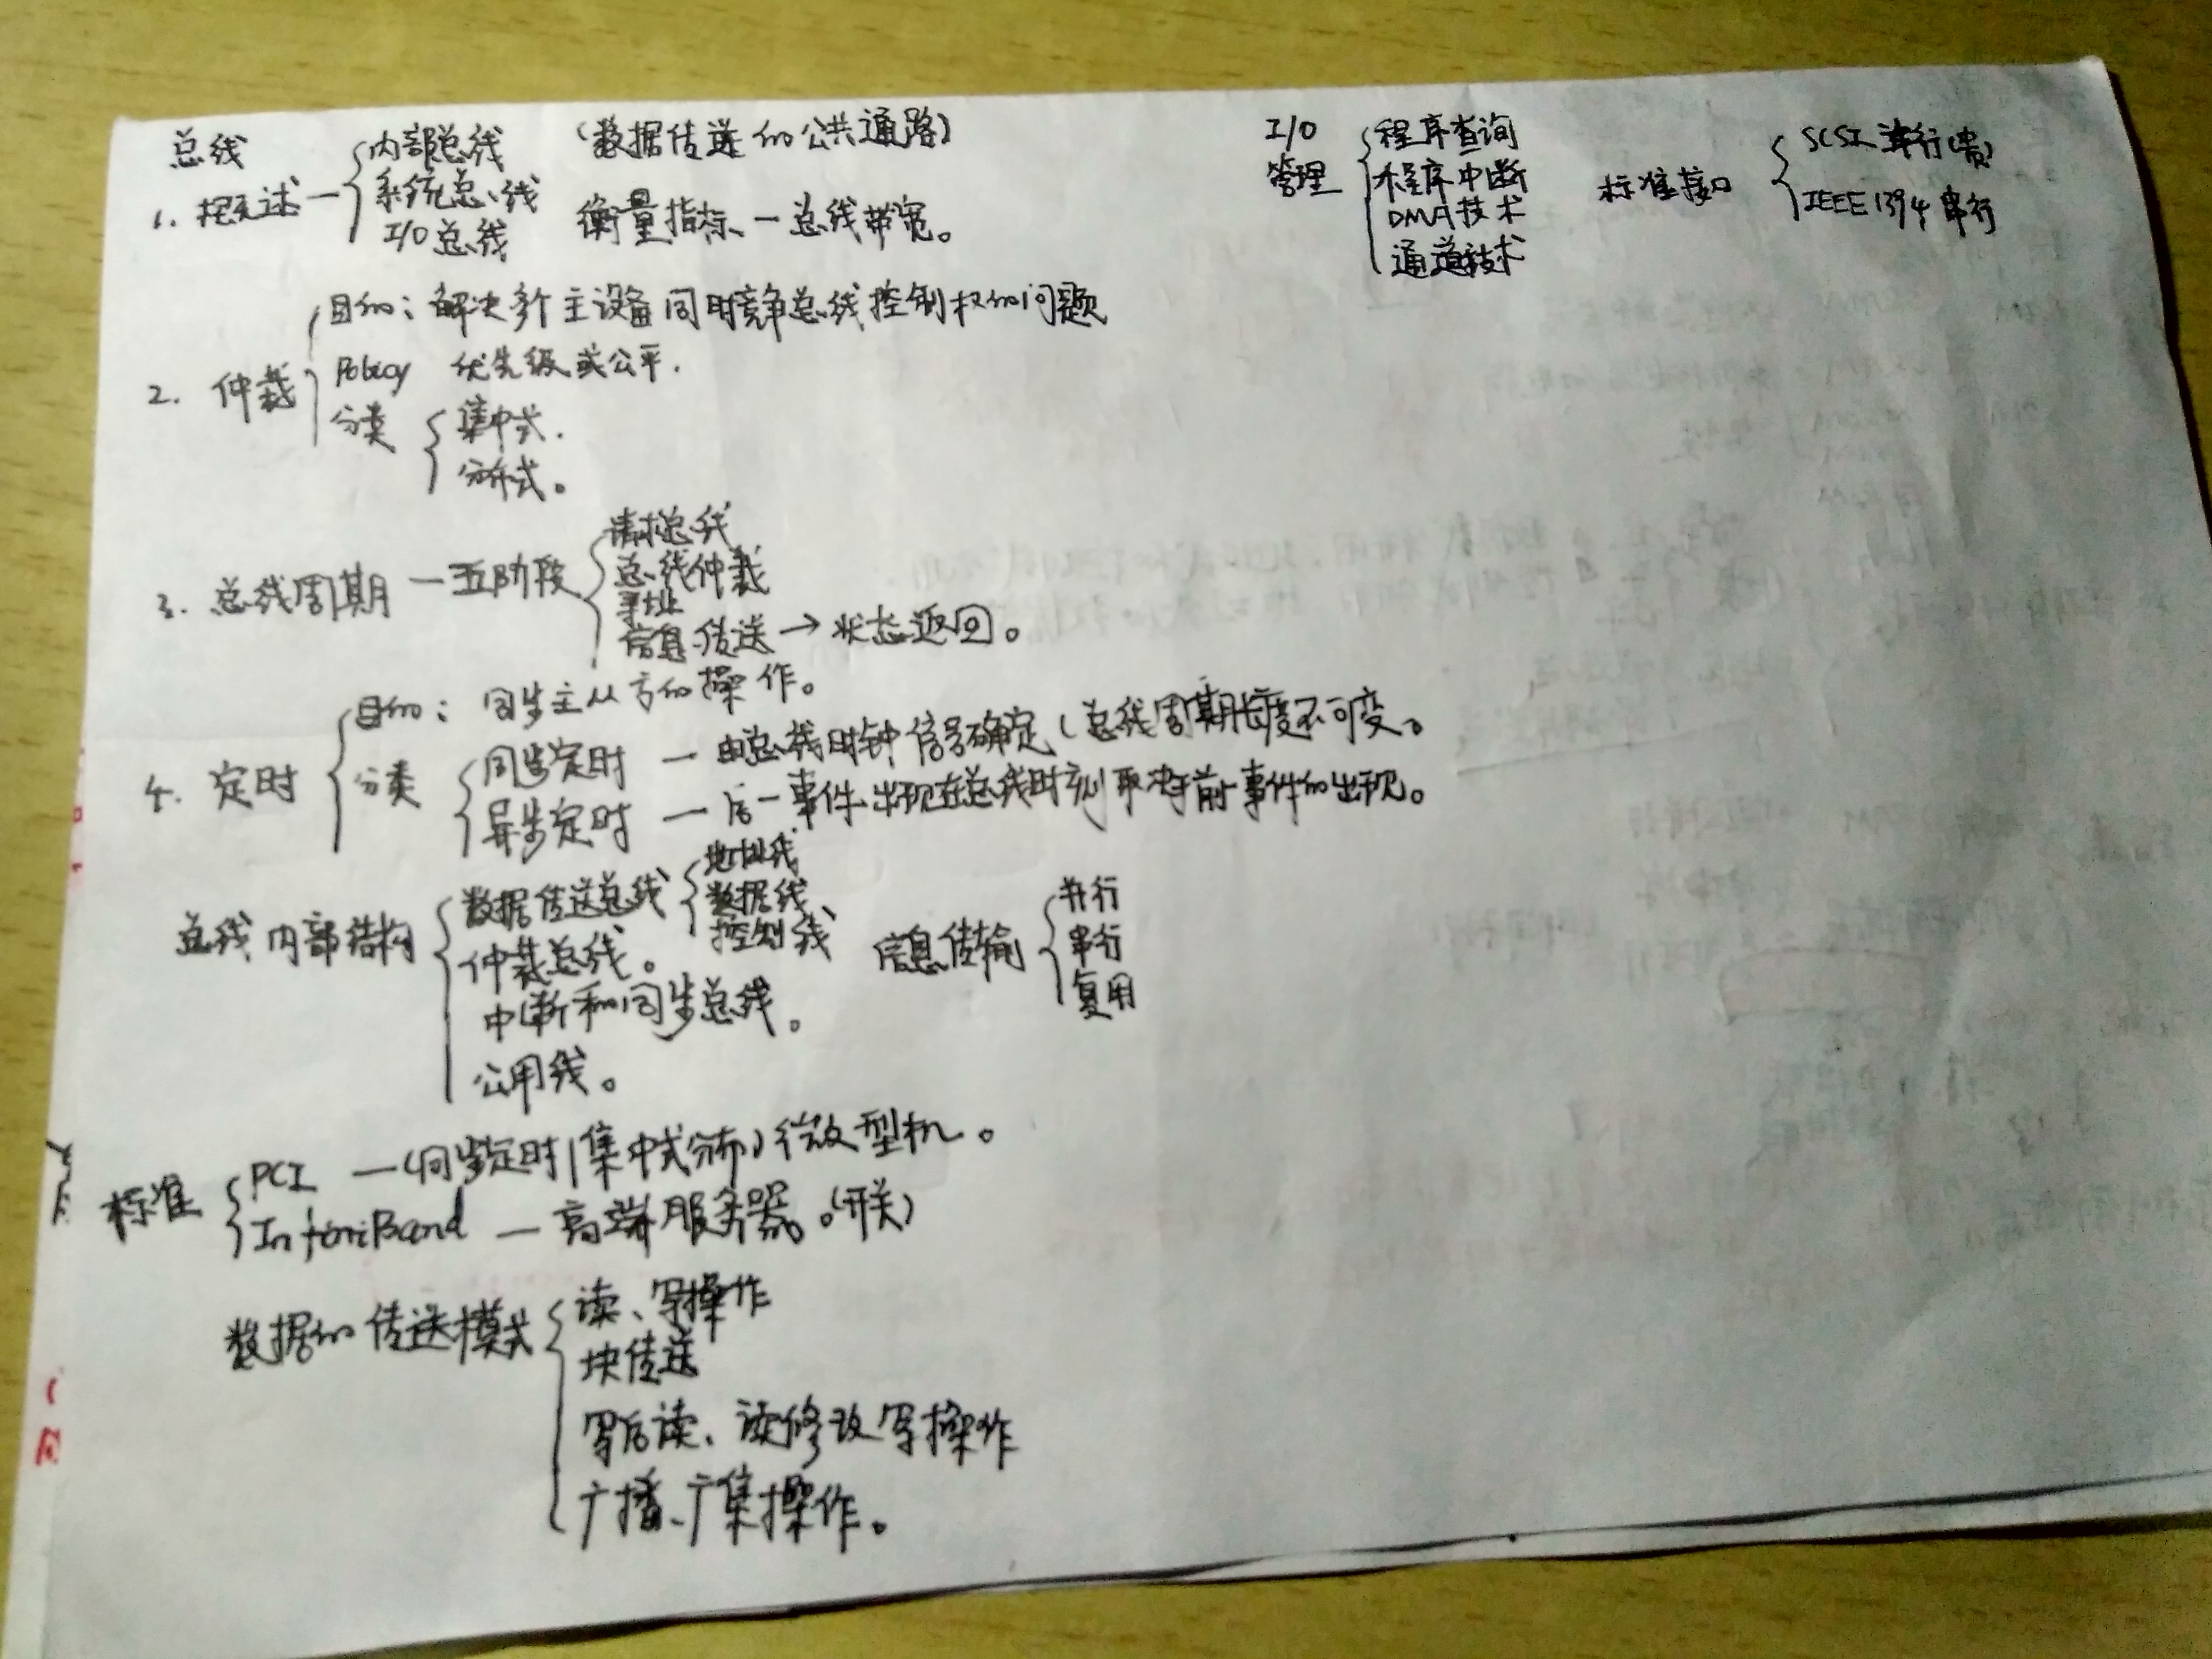 总线
1. 概述 — 内部总线 (数据传送的公共通路)
系统总线
I/O总线
衡量指标 — 总线带宽。
2. 仲裁
目的：解决多个主设备同时竞争总线控制权的问题
Policy 优先级或公平.
分类 集中式.
分布式。
3. 总线周期 — 五阶段
请求总线
总线仲裁
寻址
信息传送 → 状态返回。
4. 定时
目的：同步主从方的操作。
分类
同步定时 — 由总线时钟信号确定(总线周期长度不可变。
异步定时 — 后一事件出现在总线时刻取决于前一事件的出现。
总线内部结构
数据传送总线 地址线
数据线
控制线
仲裁总线。
中断和同步总线。
公用线。
信息传输 并行
串行
复用
标准
PCI —(同步定时/集中式分布)微型机。
InfiniBand — 高端服务器。(开关)
数据的传送模式
读、写操作
块传送
写后读、读修改写操作
广播、广集操作。
I/O
管理
程序查询
程序中断
DMA技术
通道技术
标准接口
SCSI 并行(贵)
IEEE1394 串行